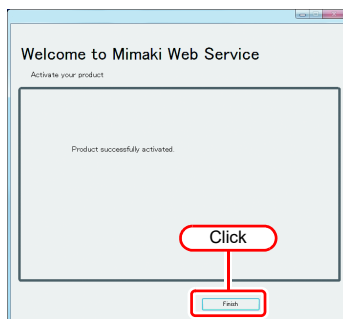 Welcome to Mimaki Web Service
Activate your product
Product successfully activated.
Click
Finish